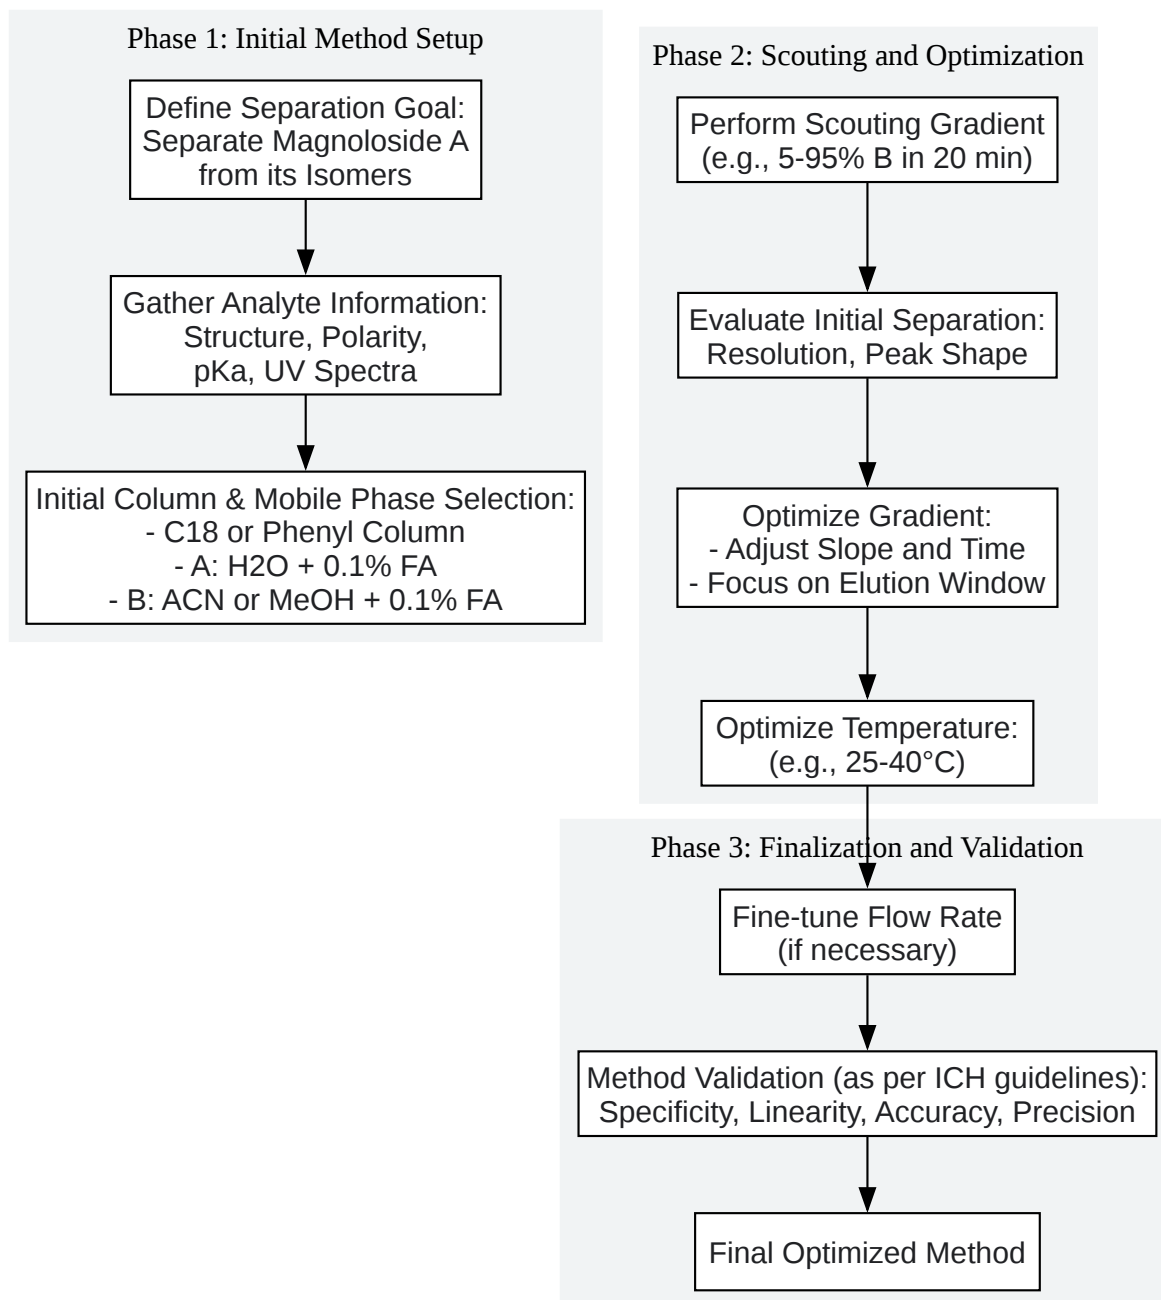 Phase 1: Initial Method Setup
Define Separation Goal:
Separate Magnoloside A
from its Isomers
Gather Analyte Information:
Structure, Polarity,
pKa, UV Spectra
Initial Column & Mobile Phase Selection:
- C18 or Phenyl Column
- A: H2O + 0.1% FA
- B: ACN or MeOH + 0.1% FA
Phase 2: Scouting and Optimization
Perform Scouting Gradient
(e.g., 5-95% B in 20 min)
Evaluate Initial Separation:
Resolution, Peak Shape
Optimize Gradient:
- Adjust Slope and Time
- Focus on Elution Window
Optimize Temperature:
(e.g., 25-40°C)
Phase 3: Finalization and Validation
Fine-tune Flow Rate
(if necessary)
Method Validation (as per ICH guidelines):
Specificity, Linearity, Accuracy, Precision
Final Optimized Method